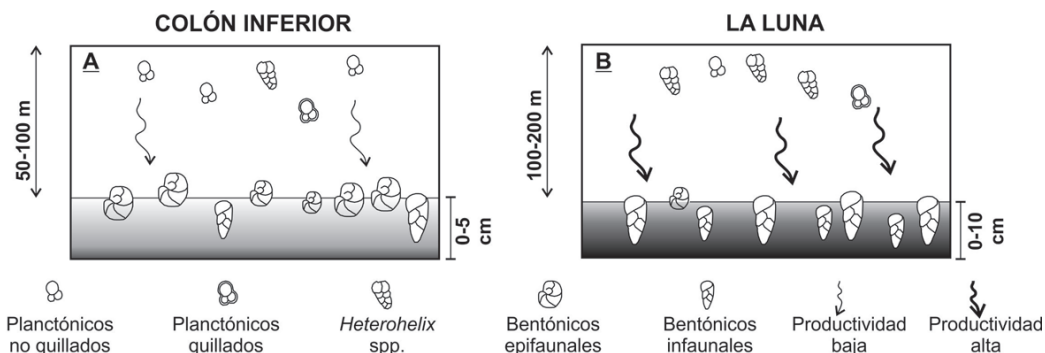 COLÓN INFERIOR
A
50-100 m
0-5
cm
LA LUNA
B
100-200 m
0-10
cm
Planctónicos
no quillados
Planctónicos
quillados
Heterohelix
spp.
Bentónicos
epifaunales
Bentónicos
infaunales
Productividad
baja
Productividad
alta